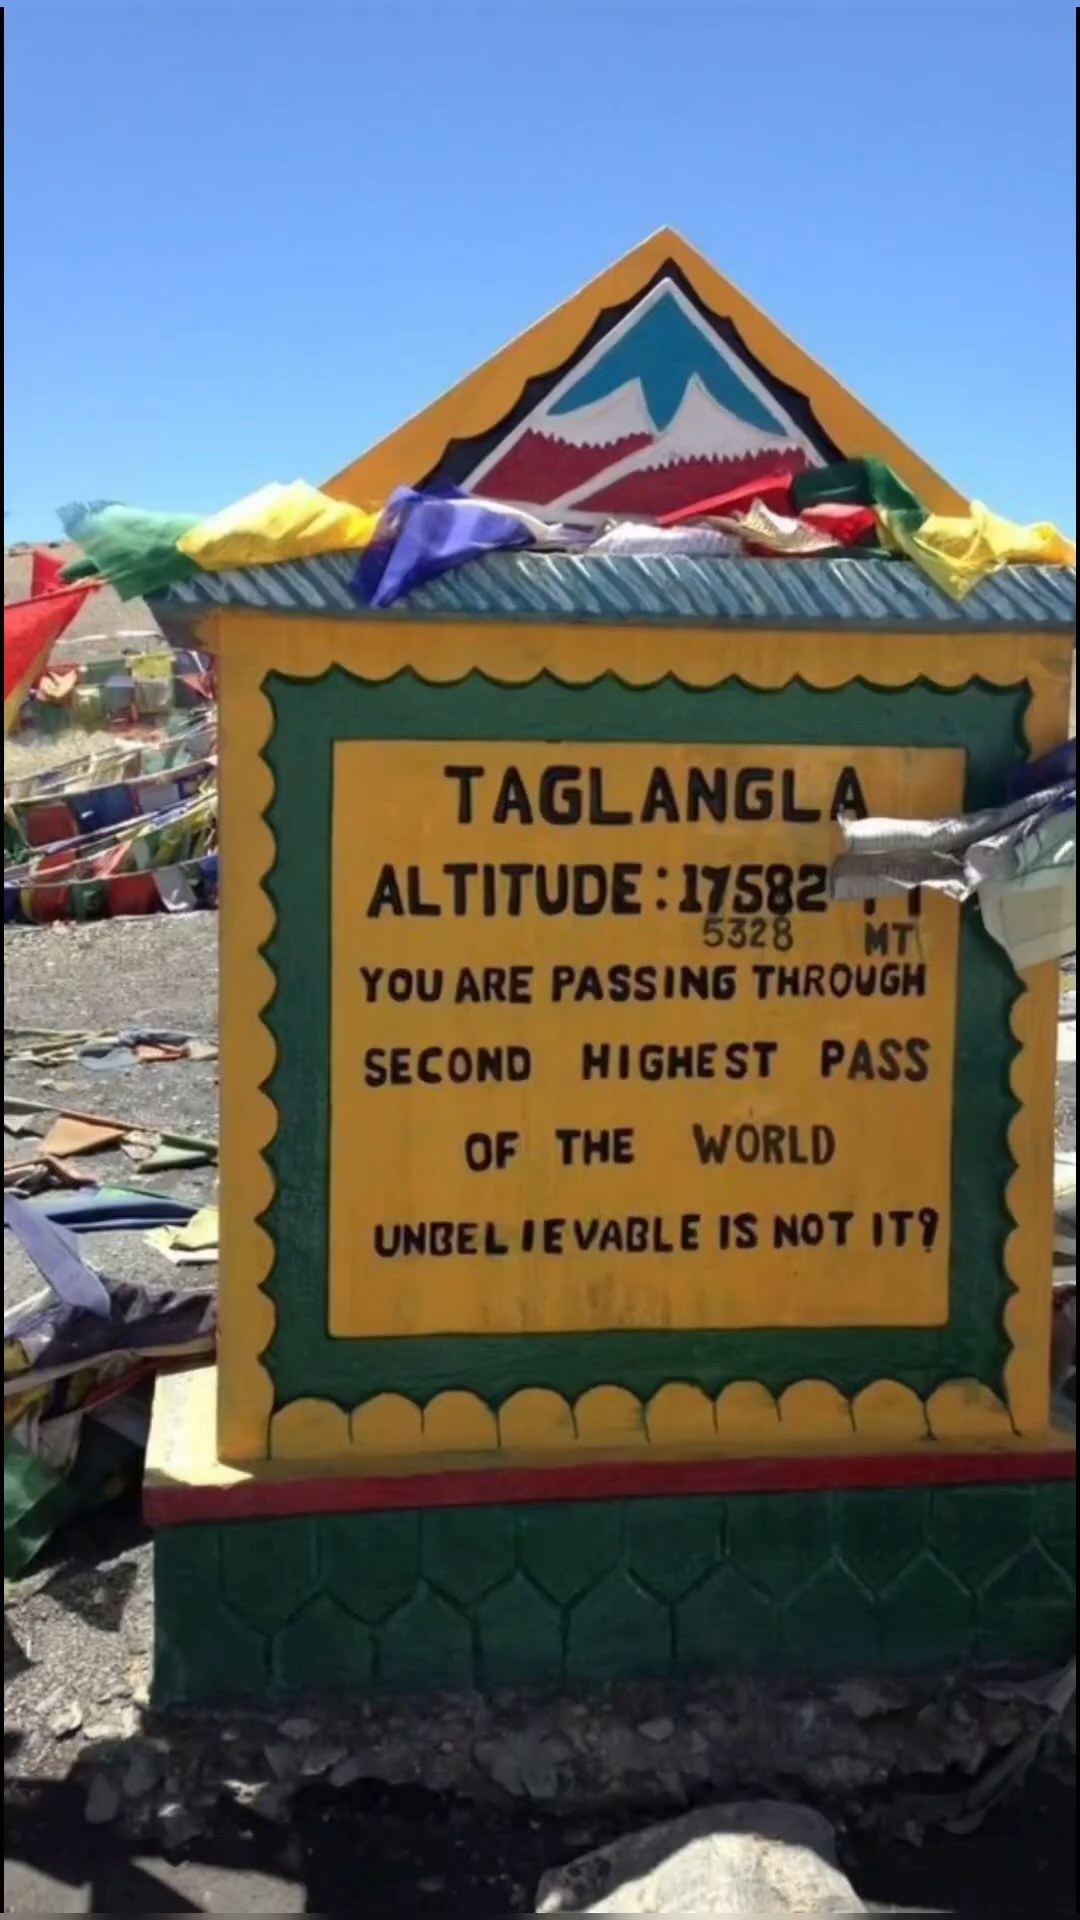 TAGLANGLA
ALTITUDE:17582
5328 MT
YOU ARE PASSING THROUGH
SECOND HIGHEST PASS
OF THE WORLD
UNBELIEVABLE IS NOT IT?